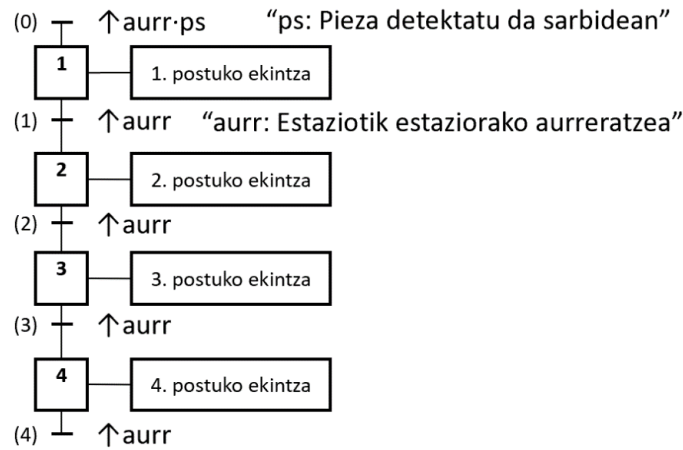 (0) ↑aurr·ps “ps: Pieza detektatu da sarbidean”
1 1. postuko ekintza
(1) ↑aurr “aurr: Estaziotik estaziorako aurreratzea”
2 2. postuko ekintza
(2) ↑aurr
3 3. postuko ekintza
(3) ↑aurr
4 4. postuko ekintza
(4) ↑aurr